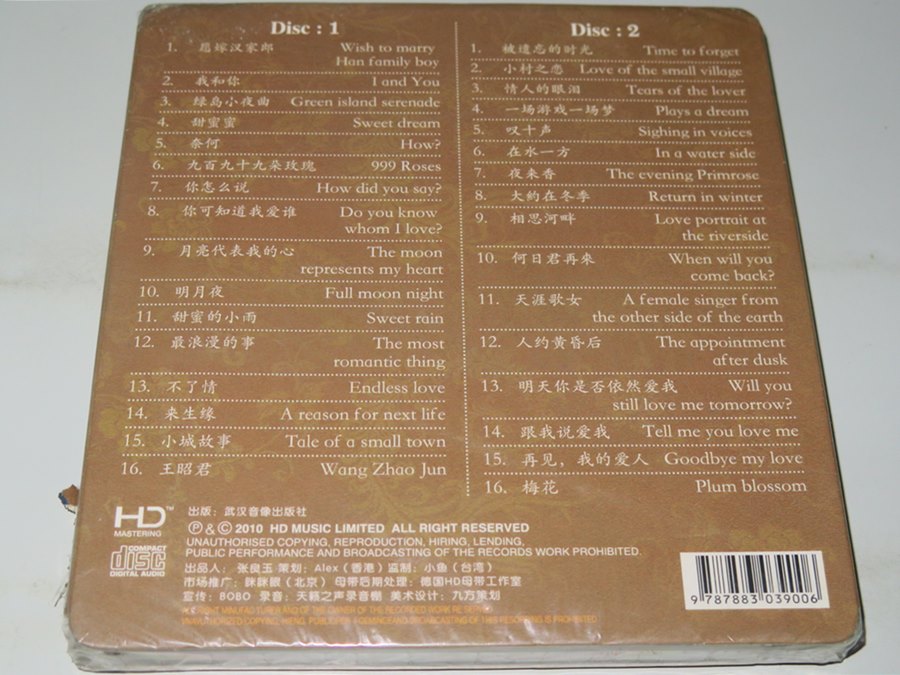 Disc : 1
1. 愿嫁汉家郎 Wish to marry
Han family boy
2. 我和你 I and You
3. 绿岛小夜曲 Green island serenade
4. 甜蜜蜜 Sweet dream
5. 奈何 How?
6. 九百九十九朵玫瑰 999 Roses
7. 你怎么说 How did you say?
8. 你可知道我爱谁 Do you know
whom I love?
9. 月亮代表我的心 The moon
represents my heart
10. 明月夜 Full moon night
11. 甜蜜的小雨 Sweet rain
12. 最浪漫的事 The most
romantic thing
13. 不了情 Endless love
14. 来生缘 A reason for next life
15. 小城故事 Tale of a small town
16. 王昭君 Wang Zhao Jun
Disc : 2
1. 被遗忘的时光 Time to forget
2. 小村之恋 Love of the small village
3. 情人的眼泪 Tears of the lover
4. 一场游戏一场梦 Plays a dream
5. 叹十声 Sighing in voices
6. 在水一方 In a water side
7. 夜来香 The evening Primrose
8. 大約在冬季 Return in winter
9. 相思河畔 Love portrait at
the riverside
10. 何日君再來 When will you
come back?
11. 天涯歌女 A female singer from
the other side of the earth
12. 人约黄昏后 The appointment
after dusk
13. 明天你是否依然爱我 Will you
still love me tomorrow?
14. 跟我说爱我 Tell me you love me
15. 再见，我的爱人 Goodbye my love
16. 梅花 Plum blossom
HD™
MASTERING
COMPACT
disc
DIGITAL AUDIO
出版：武汉音像出版社
Ⓟ & © 2010 HD MUSIC LIMITED ALL RIGHT RESERVED
UNAUTHORISED COPYING, REPRODUCTION, HIRING, LENDING,
PUBLIC PERFORMANCE AND BROADCASTING OF THE RECORDS WORK PROHIBITED.
出品人：张良玉 策划：Alex（香港）监制：小鱼（台湾）
市场推广：咪咪眼（北京）母带后期处理：德国HD母带工作室
宣传：BOBO 录音：天籁之声录音棚 美术设计：九方策划
9 787883 039006